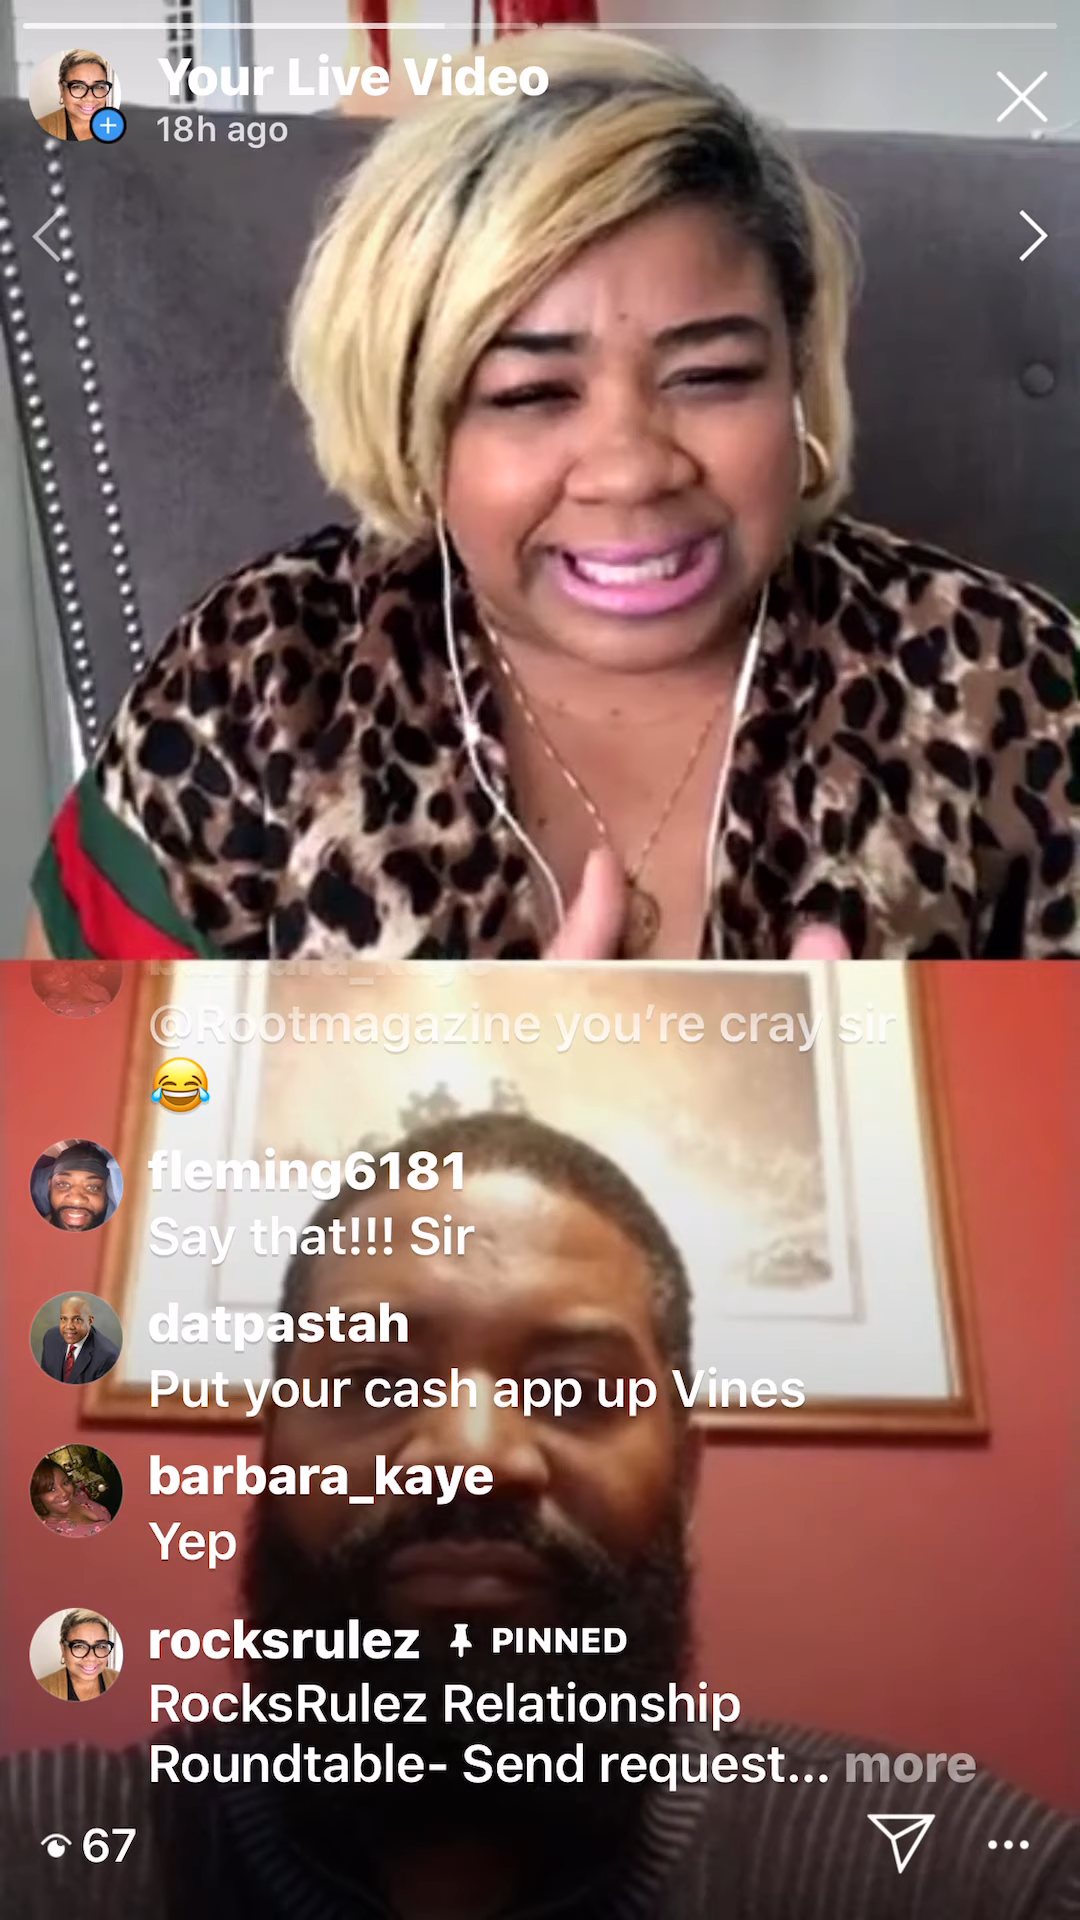 Your Live Video
18h ago
barbara_kaye
@Rootmagazine you’re cray sir
😂
fleming6181
Say that!!! Sir
datpastah
Put your cash app up Vines
barbara_kaye
Yep
rocksrulez PINNED
RocksRulez Relationship
Roundtable- Send request... more
67